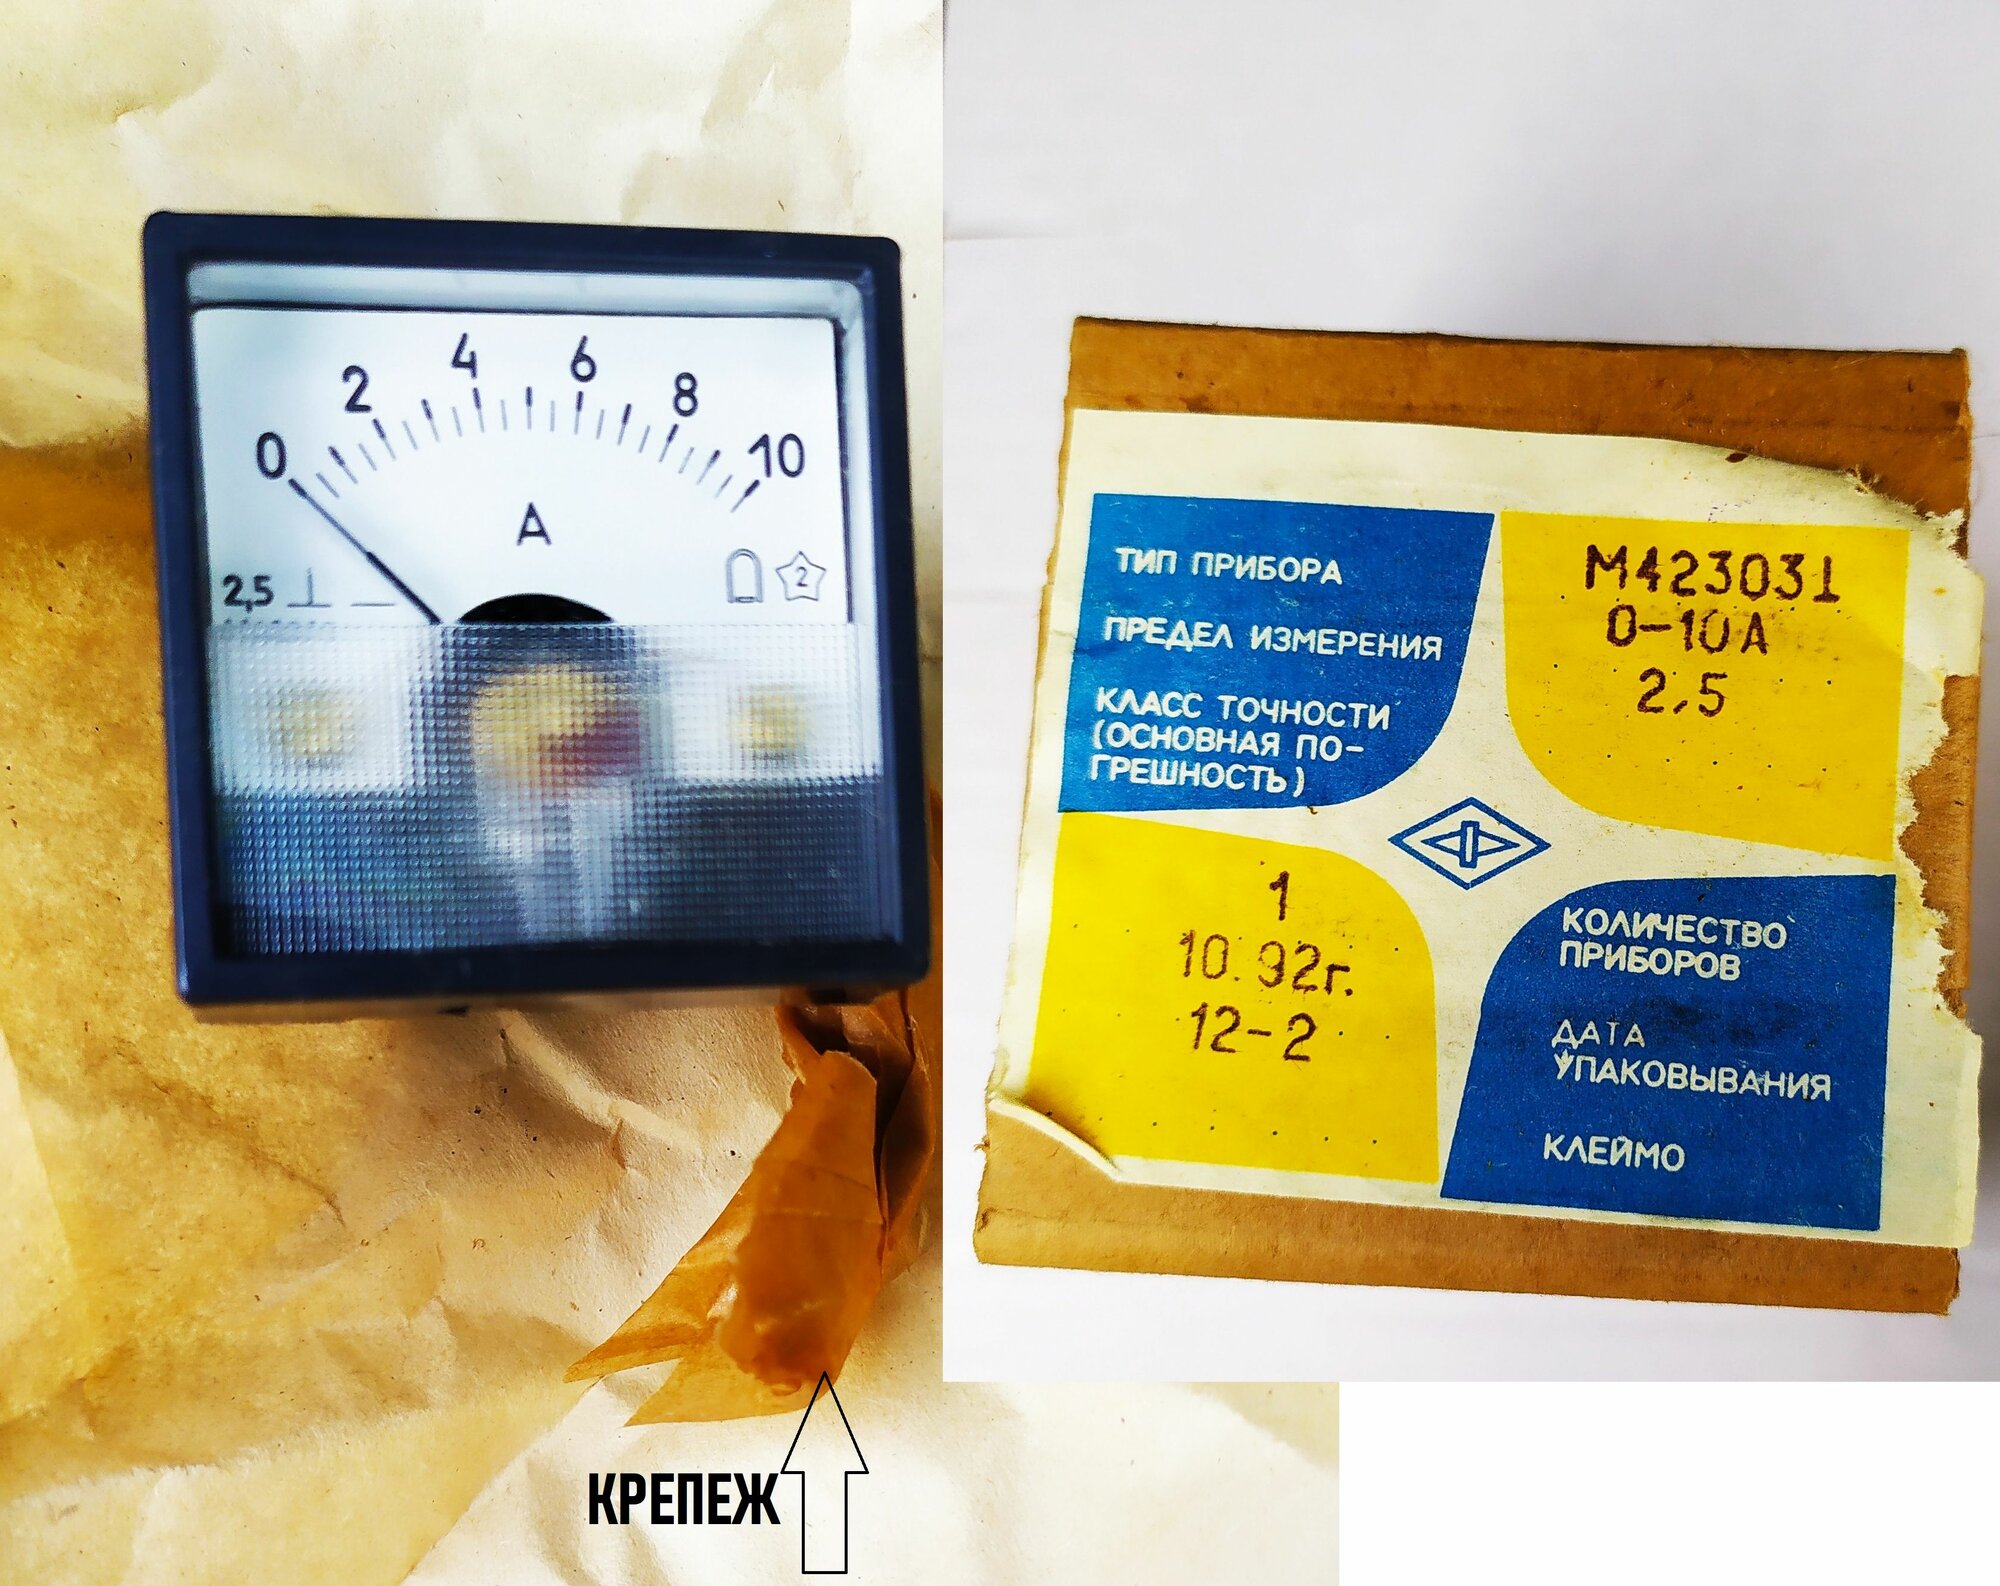 0 2 4 6 8 10
A
2,5
2
КРЕПЕЖ
ТИП ПРИБОРА
ПРЕДЕЛ ИЗМЕРЕНИЯ
КЛАСС ТОЧНОСТИ
(ОСНОВНАЯ ПО-
ГРЕШНОСТЬ)
М423031
0-10А
2,5
1
10.92г.
12-2
КОЛИЧЕСТВО
ПРИБОРОВ
ДАТА
УПАКОВЫВАНИЯ
КЛЕЙМО